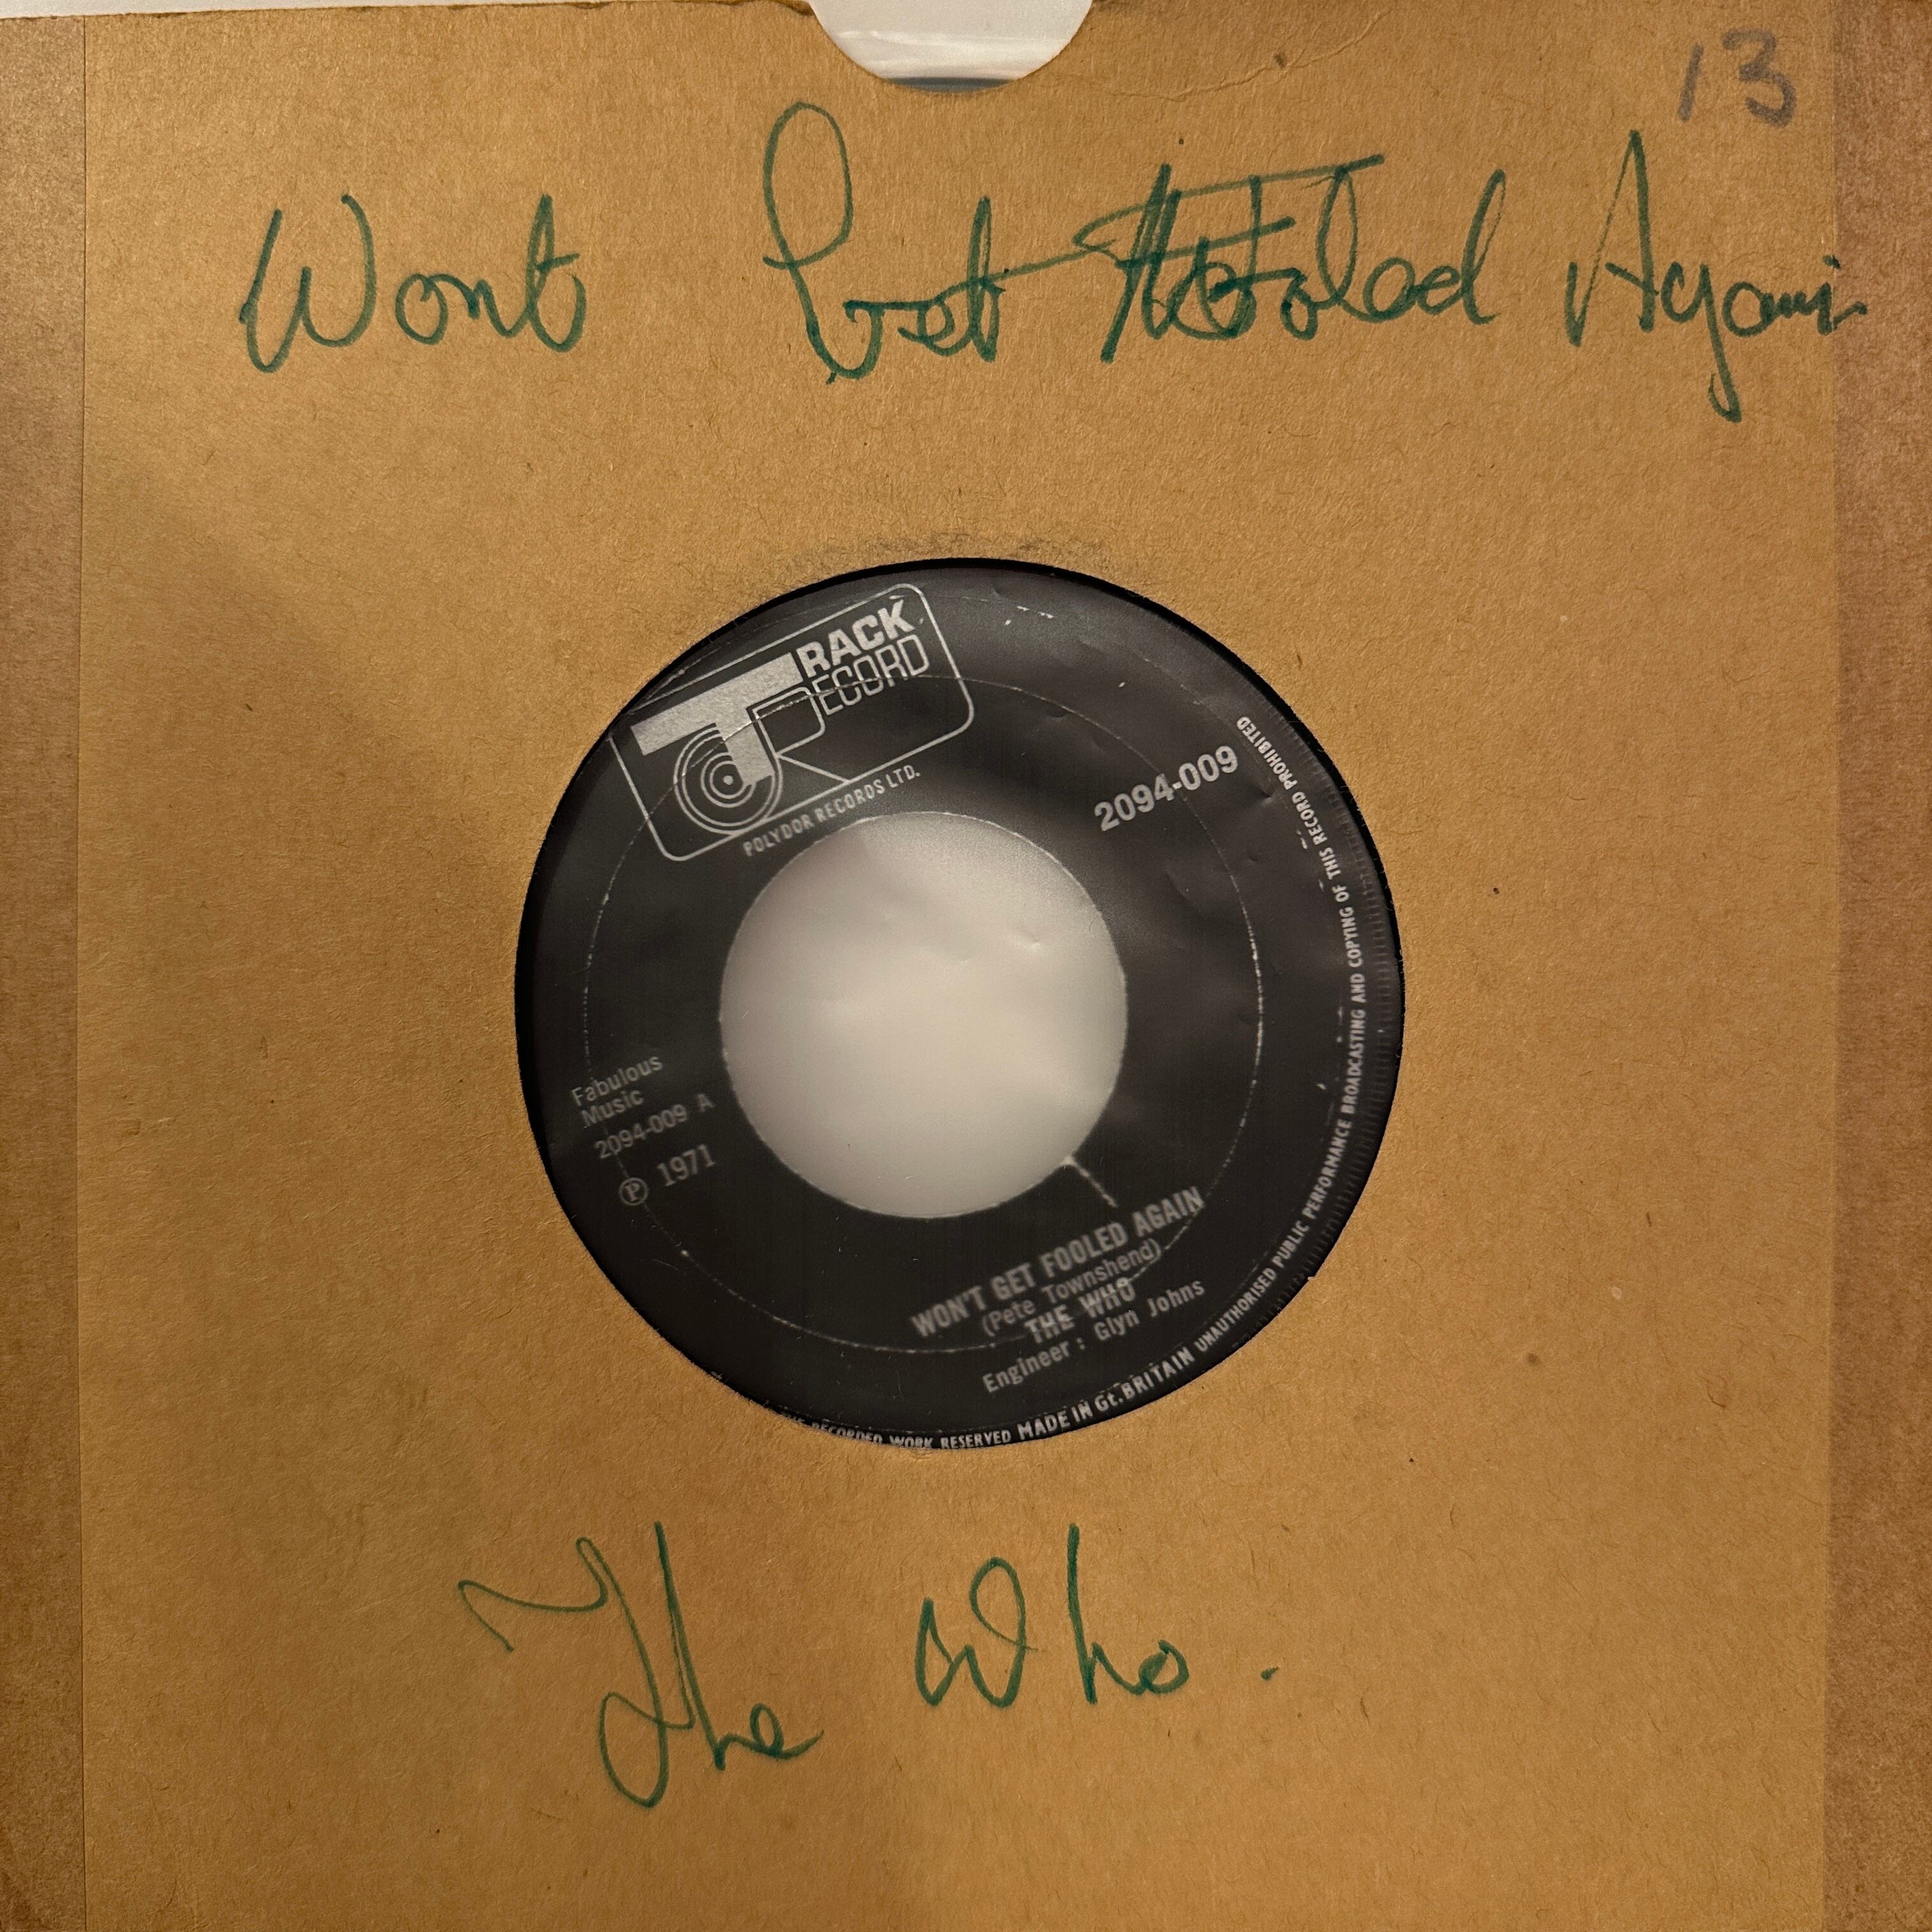 13
Wont Get Fooled Again
TRACK
RECORD
POLYDOR RECORDS LTD.
2094-009
Fabulous
Music
2094-009 A
℗ 1971
WON'T GET FOOLED AGAIN
(Pete Townshend)
THE WHO
Engineer : Glyn Johns
RECORDED WORK RESERVED MADE IN Gt. BRITAIN UNAUTHORISED PUBLIC PERFORMANCE BROADCASTING AND COPYING OF THIS RECORD PROHIBITED
The Who.